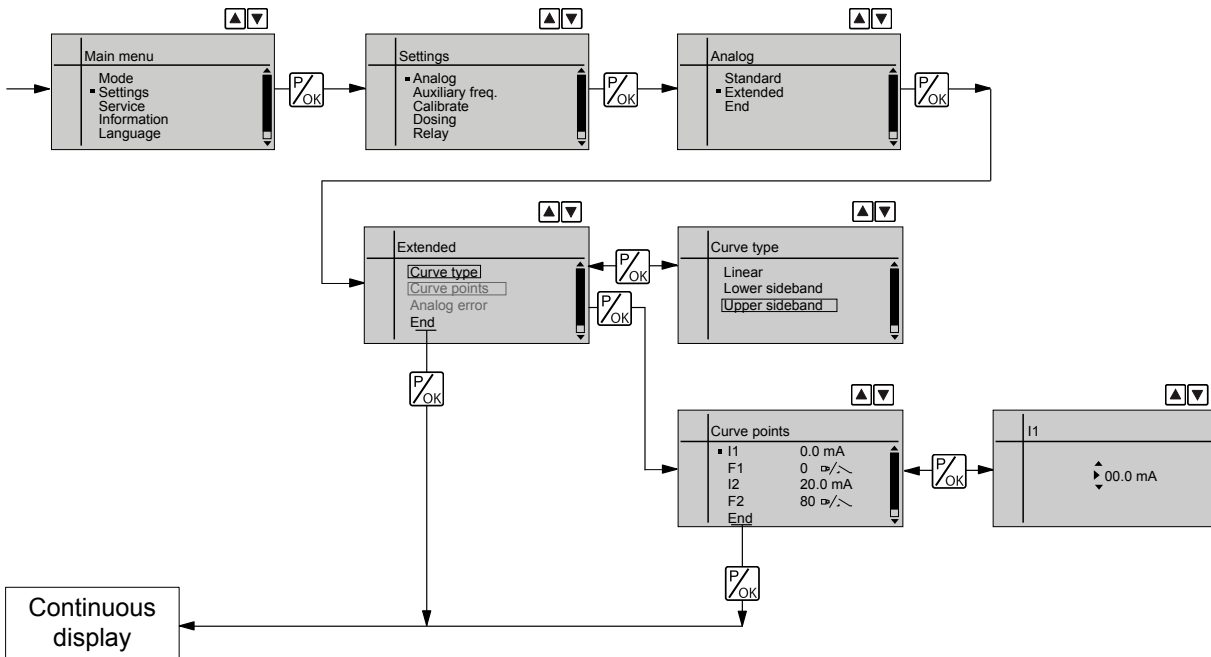 Main menu
Mode
Settings
Service
Information
Language
P/OK
Settings
Analog
Auxiliary freq.
Calibrate
Dosing
Relay
P/OK
Analog
Standard
Extended
End
P/OK
Extended
Curve type
Curve points
Analog error
End
P/OK
P/OK
Curve type
Linear
Lower sideband
Upper sideband
P/OK
Curve points
I1 0.0 mA
F1 0
I2 20.0 mA
F2 80
End
P/OK
I1
00.0 mA
P/OK
Continuous
display